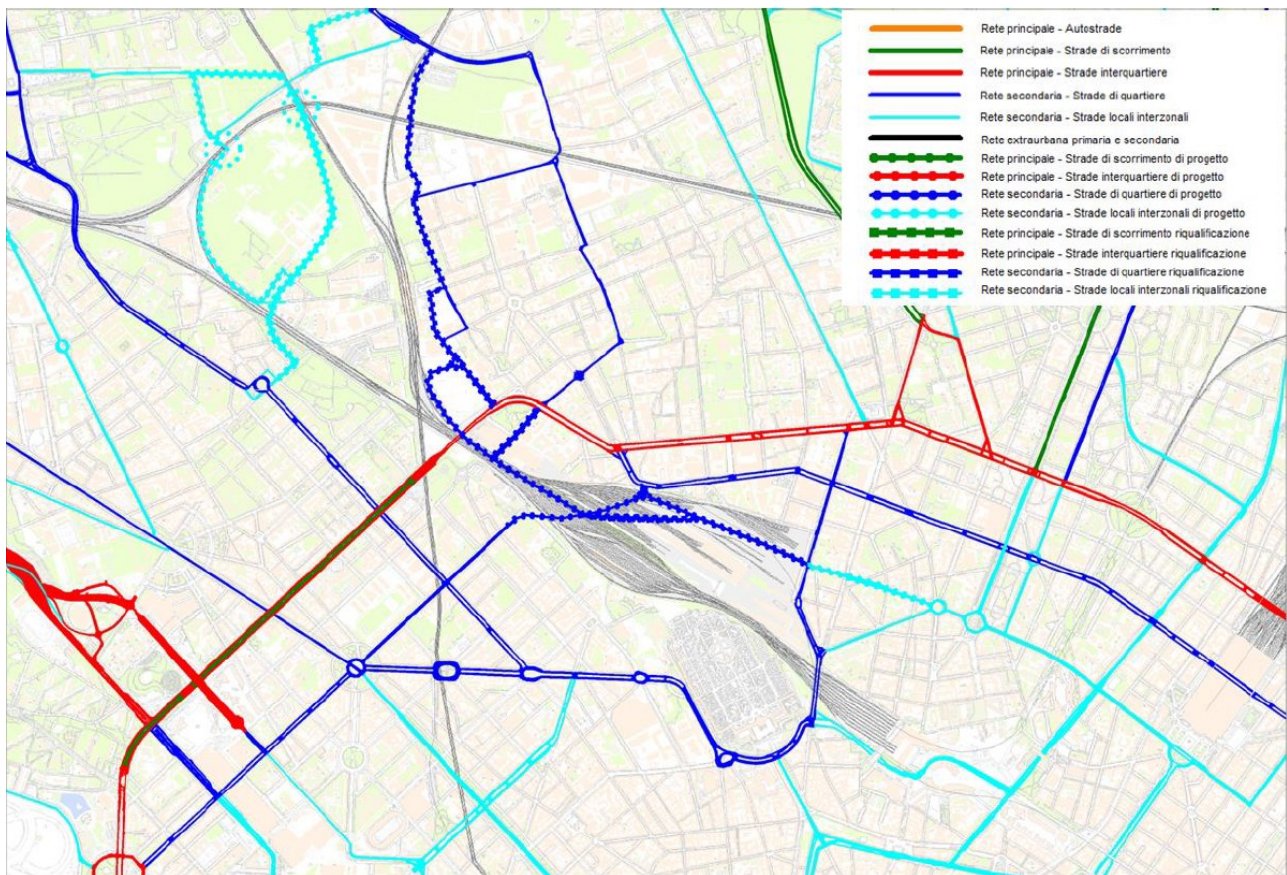 Rete principale - Autostrade
Rete principale - Strade di scorrimento
Rete principale - Strade interquartiere
Rete secondaria - Strade di quartiere
Rete secondaria - Strade locali interzonali
Rete extraurbana primaria e secondaria
Rete principale - Strade di scorrimento di progetto
Rete principale - Strade interquartiere di progetto
Rete secondaria - Strade di quartiere di progetto
Rete secondaria - Strade locali interzonali di progetto
Rete principale - Strade di scorrimento riqualificazione
Rete principale - Strade interquartiere riqualificazione
Rete secondaria - Strade di quartiere riqualificazione
Rete secondaria - Strade locali interzonali riqualificazione